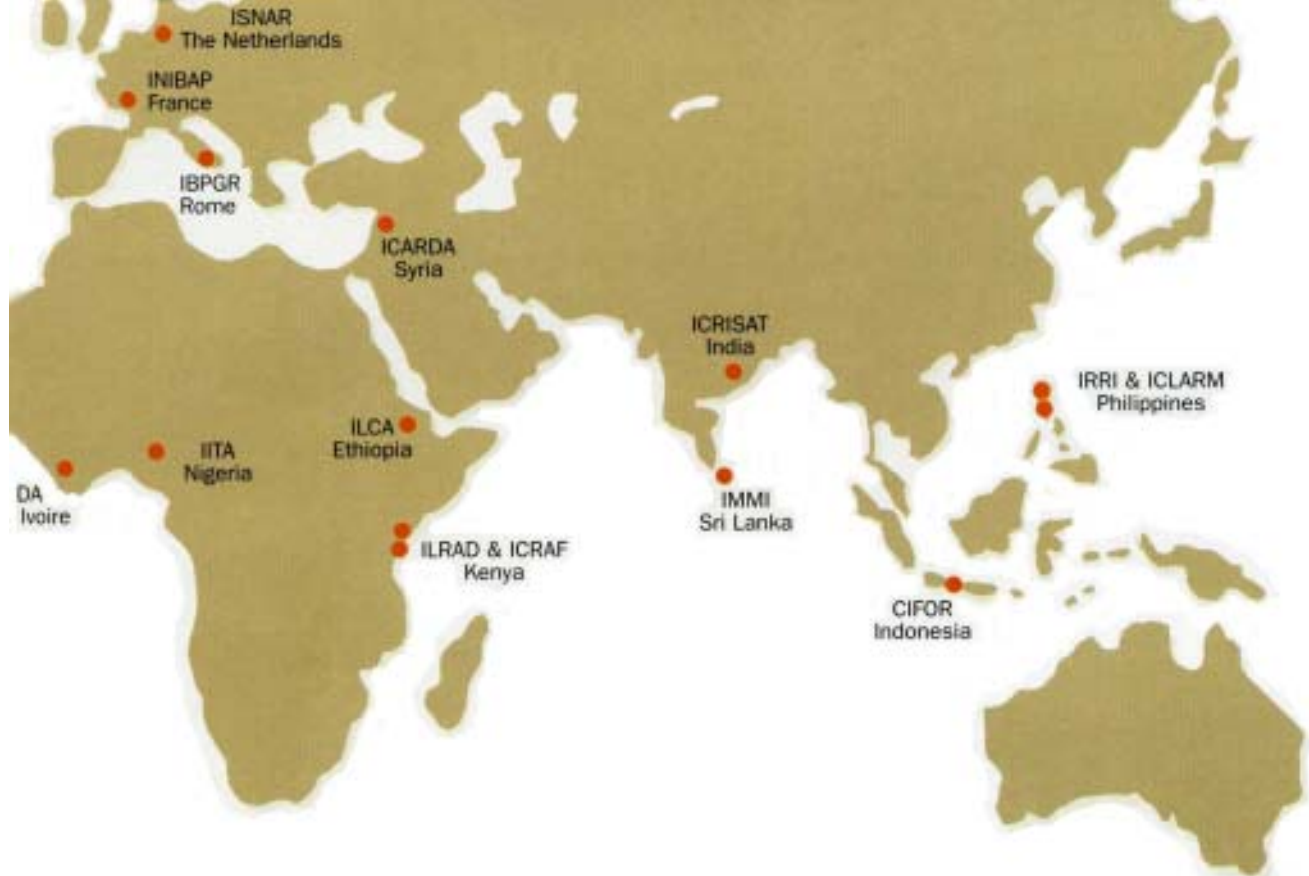 ISNAR
The Netherlands
INIBAP
France
IBPGR
Rome
ICARDA
Syria
ICRISAT
India
IRRI & ICLARM
Philippines
ILCA
Ethiopia
IITA
Nigeria
DA
Ivoire
IMMI
Sri Lanka
ILRAD & ICRAF
Kenya
CIFOR
Indonesia